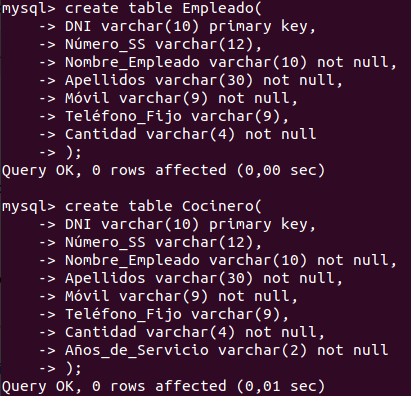 mysql> create table Empleado(
    -> DNI varchar(10) primary key,
    -> Número_SS varchar(12),
    -> Nombre_Empleado varchar(10) not null,
    -> Apellidos varchar(30) not null,
    -> Móvil varchar(9) not null,
    -> Teléfono_Fijo varchar(9),
    -> Cantidad varchar(4) not null
    -> );
Query OK, 0 rows affected (0,00 sec)
mysql> create table Cocinero(
    -> DNI varchar(10) primary key,
    -> Número_SS varchar(12),
    -> Nombre_Empleado varchar(10) not null,
    -> Apellidos varchar(30) not null,
    -> Móvil varchar(9) not null,
    -> Teléfono_Fijo varchar(9),
    -> Cantidad varchar(4) not null,
    -> Años_de_Servicio varchar(2) not null
    -> );
Query OK, 0 rows affected (0,01 sec)